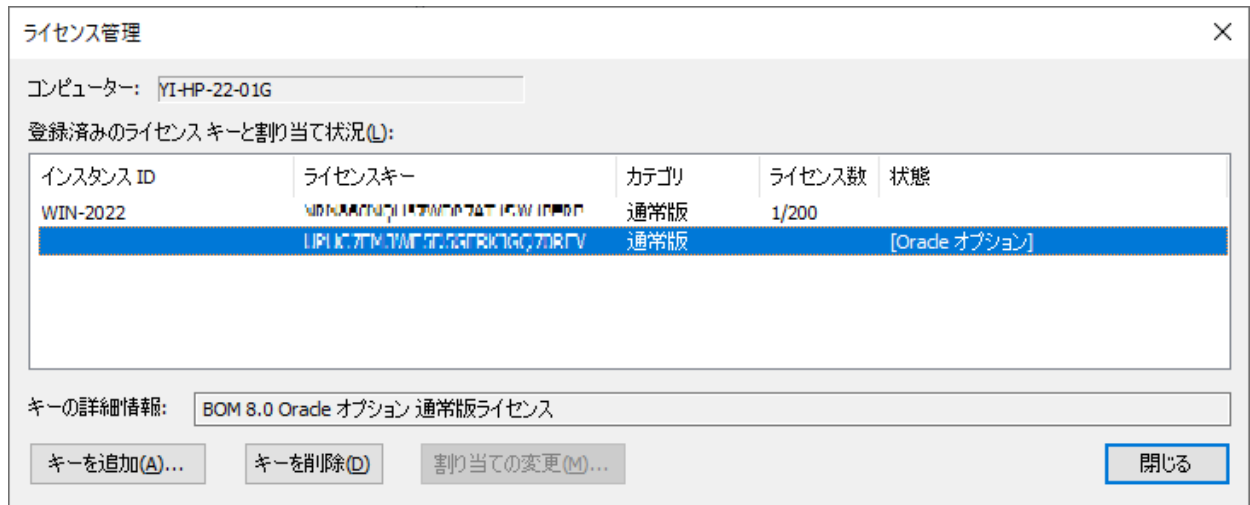 ライセンス管理
コンピューター: YI-HP-22-01G
登録済みのライセンス キーと割り当て状況(L):
インスタンス ID ライセンスキー カテゴリ ライセンス数 状態
WIN-2022 通常版 1/200
通常版 [Oracle オプション]
キーの詳細情報: BOM 8.0 Oracle オプション 通常版ライセンス
キーを追加(A)... キーを削除(D) 割り当ての変更(M)... 閉じる